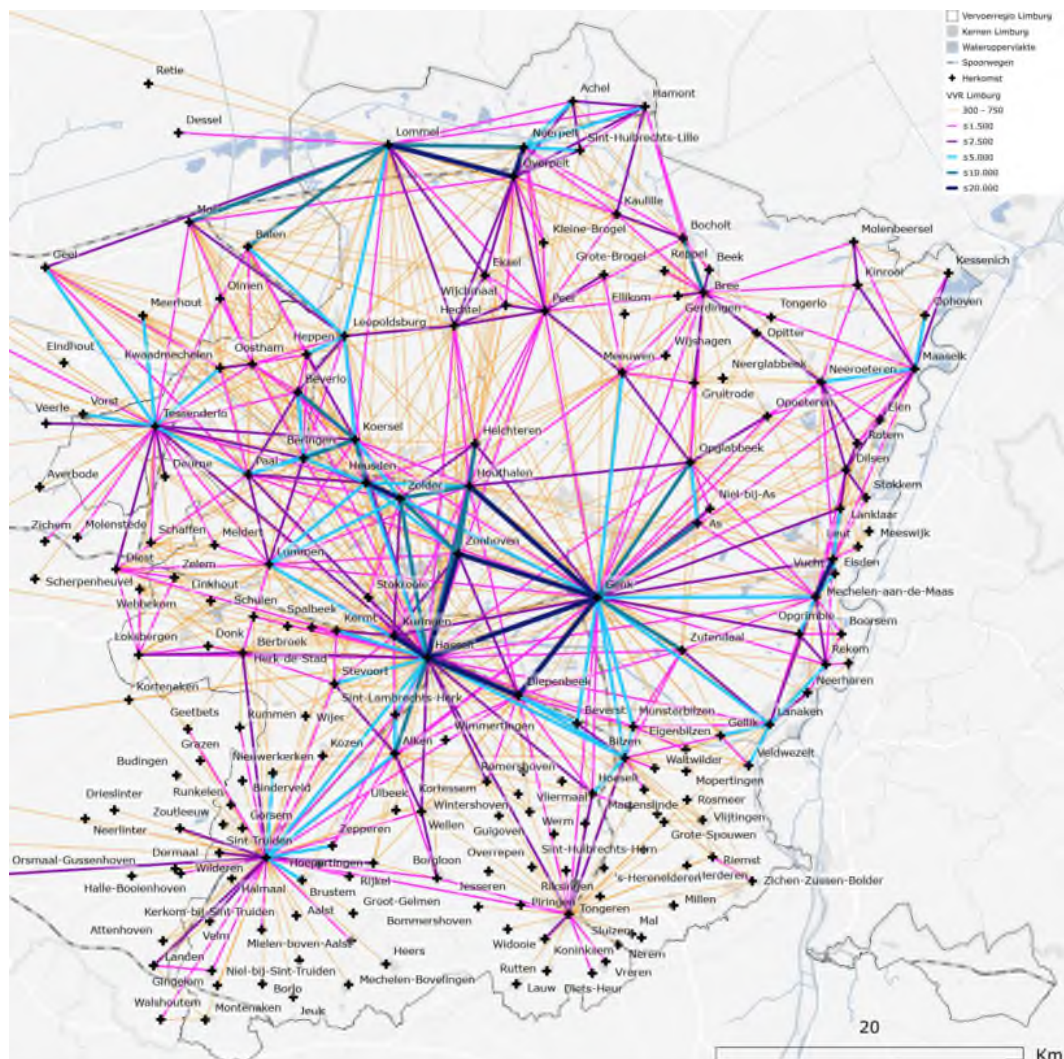 Vervoerregio Limburg
Kernen Limburg
Wateroppervlakte
Spoorwegen
Herkomst
VVR Limburg
300 - 750
≤1.500
≤2.500
≤5.000
≤10.000
≤20.000
Retie
Achel
Hamont
Dessel
Lommel
Neerpelt
Sint-Huibrechts-Lille
Overpelt
Mol
Kaulille
Balen
Kleine-Brogel
Bocholt
Molenbeersel
Geel
Eksel
Grote-Brogel
Reppel
Beek
Kinrooi
Kessenich
Olmen
Wijchmaal
Peer
Ellikom
Bree
Meerhout
Hechtel
Gerdingen
Tongerlo
Ophoven
Leopoldsburg
Opitter
Eindhout
Heppen
Kwaadmechelen
Oostham
Meeuwen
Wijshagen
Neerglabbeek
Neeroeteren
Maaseik
Beverlo
Gruitrode
Veerle
Vorst
Tessenderlo
Opoeteren
Elen
Koersel
Helchteren
Rotem
Beringen
Opglabbeek
Paal
Heusden
Houthalen
Dilsen
Averbode
Deurne
Zolder
Stokkem
Niel-bij-As
Lanklaar
Zichem
Molenstede
Schaffen
Meldert
As
Leut
Meeswijk
Zonhoven
Diest
Zelem
Lummen
Vucht
Eisden
Scherpenheuvel
Linkhout
Stokrooie
Genk
Mechelen-aan-de-Maas
Webbekom
Schulen
Spalbeek
Kermt
Kuringen
Opgrimbie
Boorsem
Loksbergen
Donk
Berbroek
Hasselt
Zutendaal
Rekem
Herk-de-Stad
Stevoort
Diepenbeek
Neerharen
Kortenaken
Sint-Lambrechts-Herk
Geetbets
Rummen
Wijer
Wimmertingen
Beverst
Munsterbilzen
Gellik
Lanaken
Grazen
Kozen
Alken
Eigenbilzen
Budingen
Nieuwerkerken
Bilzen
Waltwilder
Veldwezelt
Binderveld
Romershoven
Hoeselt
Mopertingen
Drieslinter
Runkelen
Ulbeek
Kortessem
Vliermaal
Rosmeer
Zoutleeuw
Gorsem
Wintershoven
Martenslinde
Neerlinter
Zepperen
Wellen
Guigoven
Werm
Vlijtingen
Sint-Truiden
Grote-Spouwen
Dormaal
Sint-Huibrechts-Hern
Orsmaal-Gussenhoven
Hoepertingen
Borgloon
Overrepen
Riemst
Wilderen
Halle-Booienhoven
Halmaal
Rijkel
Jesseren
Riksingen
's-Herenelderen
Herderen
Brustem
Groot-Gelmen
Piringen
Zichen-Zussen-Bolder
Kerkom-bij-Sint-Truiden
Aalst
Bommershoven
Tongeren
Millen
Attenhoven
Velm
Mielen-boven-Aalst
Widooie
Sluizen
Mal
Landen
Heers
Koninksem
Nerem
Gingelom
Niel-bij-Sint-Truiden
Rutten
Vreren
Walshoutem
Borlo
Mechelen-Bovelingen
Lauw
Diets-Heur
Montenaken
Jeuk
20
Km